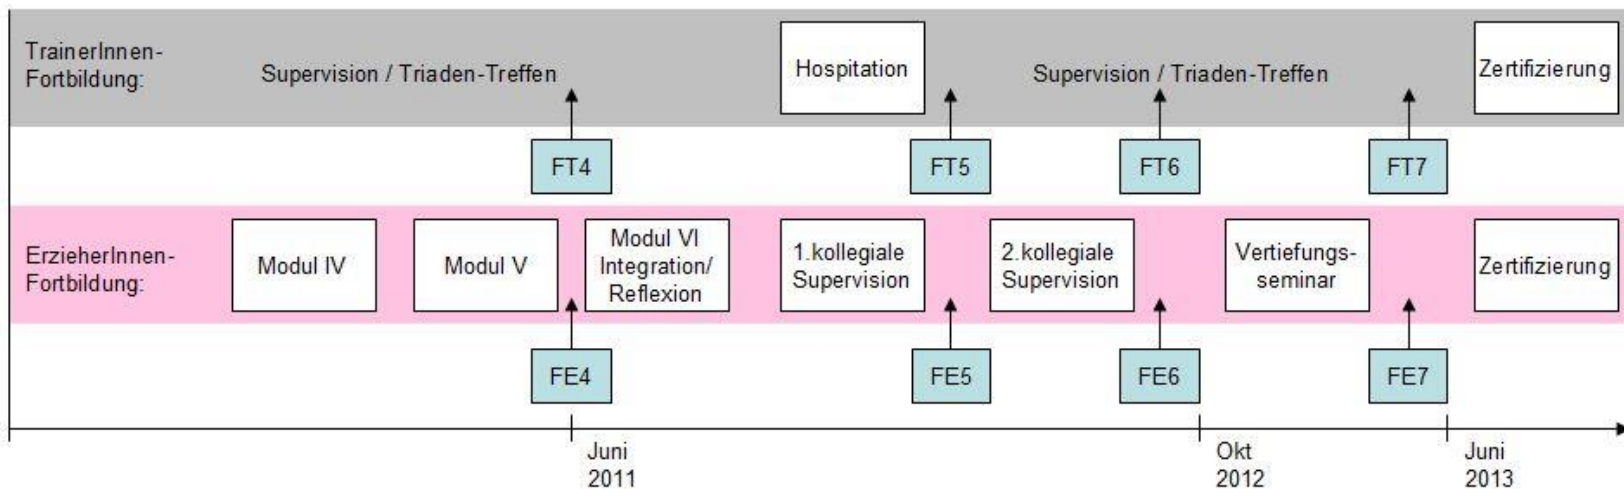 TrainerInnen-
Fortbildung:
Supervision / Triaden-Treffen
Hospitation
Supervision / Triaden-Treffen
Zertifizierung
FT4
FT5
FT6
FT7
ErzieherInnen-
Fortbildung:
Modul IV
Modul V
Modul VI
Integration/
Reflexion
1.kollegiale
Supervision
2.kollegiale
Supervision
Vertiefungs-
seminar
Zertifizierung
FE4
FE5
FE6
FE7
Juni
2011
Okt
2012
Juni
2013